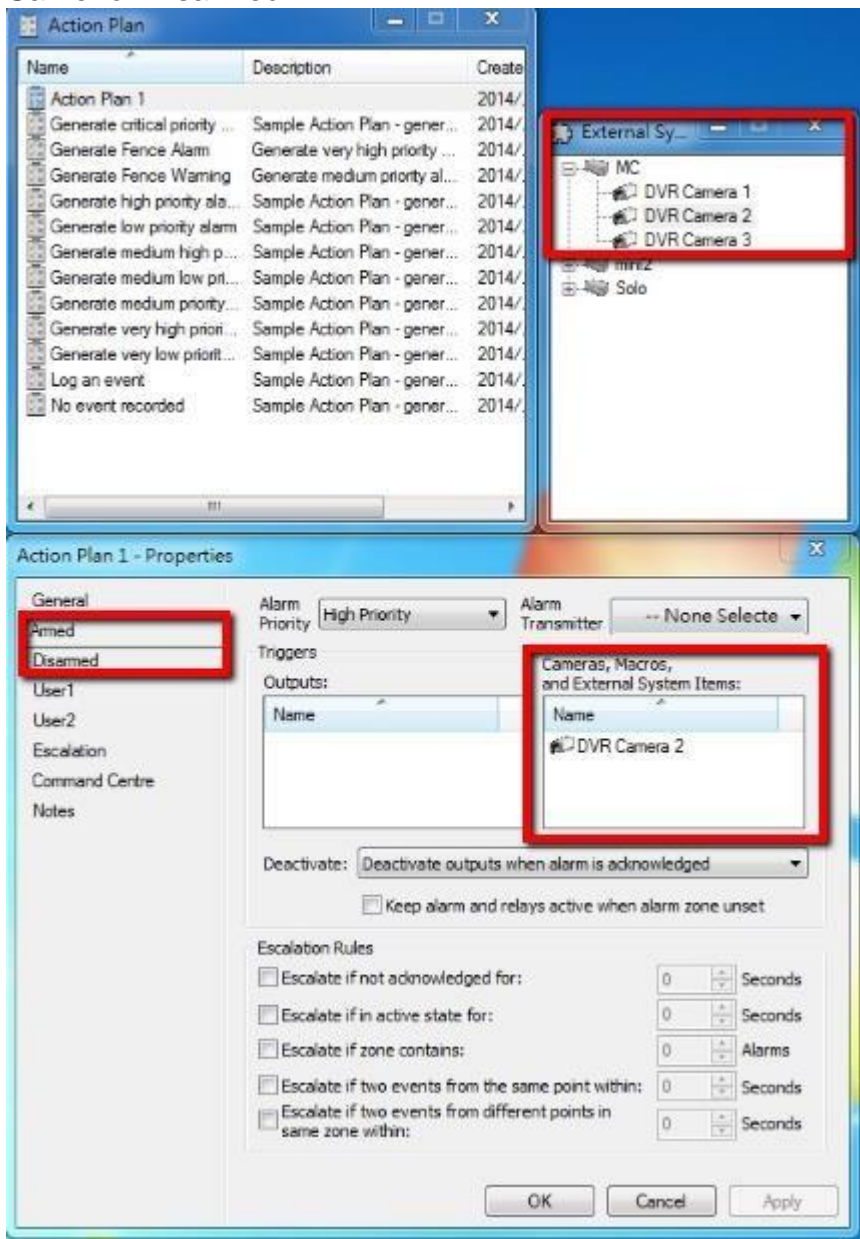 Action Plan
Name Description Create
Action Plan 1 2014/.
Generate critical priority ... Sample Action Plan - gener... 2014/.
Generate Fence Alarm Generate very high priority ... 2014/.
Generate Fence Warning Generate medium priority al... 2014/.
Generate high priority ala... Sample Action Plan - gener... 2014/.
Generate low priority alarm Sample Action Plan - gener... 2014/.
Generate medium high p... Sample Action Plan - gener... 2014/.
Generate medium low pri... Sample Action Plan - gener... 2014/.
Generate medium priority... Sample Action Plan - gener... 2014/.
Generate very high priori... Sample Action Plan - gener... 2014/.
Generate very low priorit... Sample Action Plan - gener... 2014/.
Log an event Sample Action Plan - gener... 2014/.
No event recorded Sample Action Plan - gener... 2014/.
External Sy...
MC
DVR Camera 1
DVR Camera 2
DVR Camera 3
mini2
Solo
Action Plan 1 - Properties
General
Armed
Disarmed
User1
User2
Escalation
Command Centre
Notes
Alarm Priority High Priority
Alarm Transmitter -- None Selecte
Triggers
Outputs:
Name
Cameras, Macros,
and External System Items:
Name
DVR Camera 2
Deactivate: Deactivate outputs when alarm is acknowledged
Keep alarm and relays active when alarm zone unset
Escalation Rules
Escalate if not acknowledged for: 0 Seconds
Escalate if in active state for: 0 Seconds
Escalate if zone contains: 0 Alarms
Escalate if two events from the same point within: 0 Seconds
Escalate if two events from different points in
same zone within: 0 Seconds
OK Cancel Apply